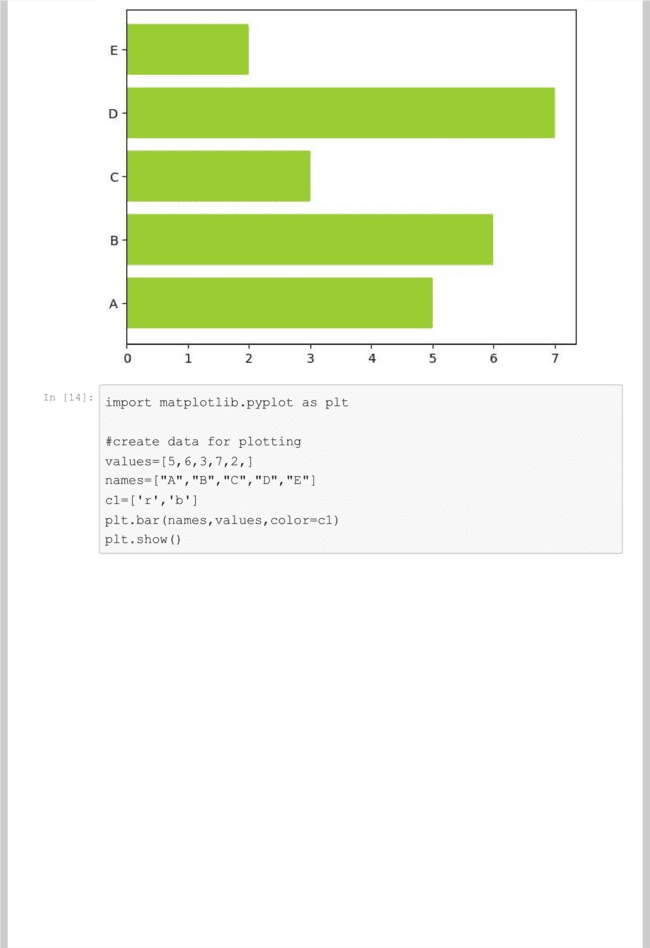 E
D
C
B
A
0 1 2 3 4 5 6 7
In [14]:
import matplotlib.pyplot as plt
#create data for plotting
values=[5,6,3,7,2,]
names=["A","B","C","D","E"]
c1=['r','b']
plt.bar(names,values,color=c1)
plt.show()